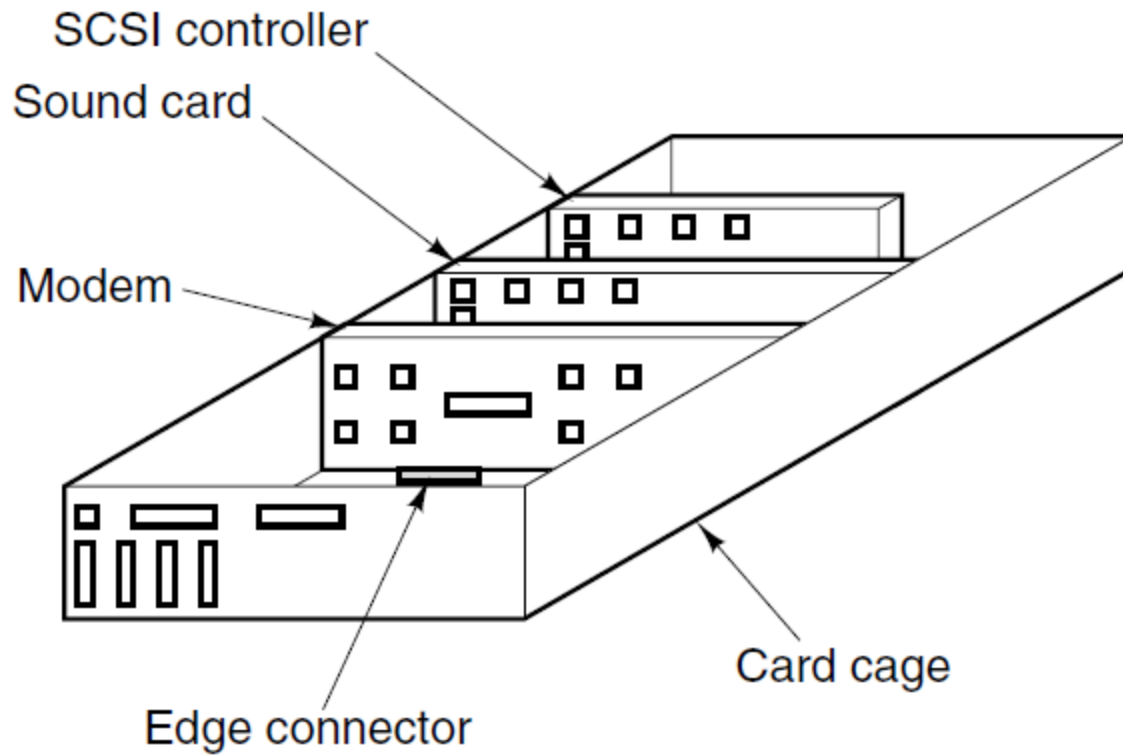 SCSI controller
Sound card
Modem
Card cage
Edge connector